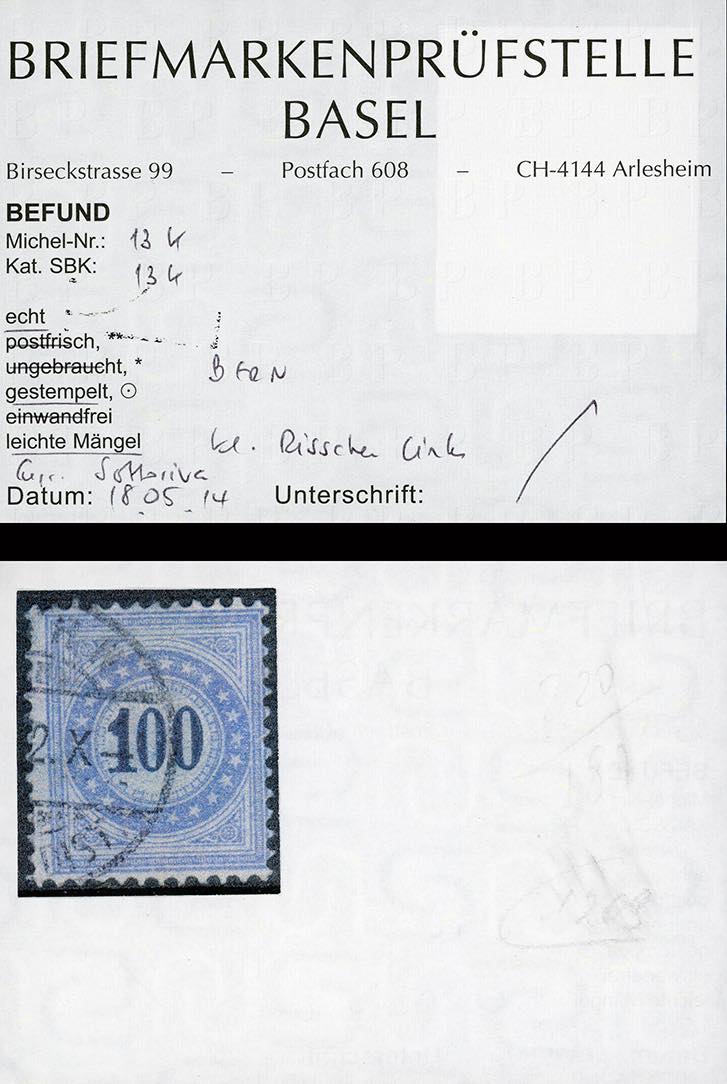 BRIEFMARKENPRÜFSTELLE
BASEL
Birseckstrasse 99 – Postfach 608 – CH-4144 Arlesheim
BEFUND
Michel-Nr.: 13 K
Kat. SBK: 13 K
echt
postfrisch, **
ungebraucht, *
BERN
gestempelt, ⊙
einwandfrei
leichte Mängel kl. Risschen links
Datum: 18 05 14 Unterschrift:
2. X
100